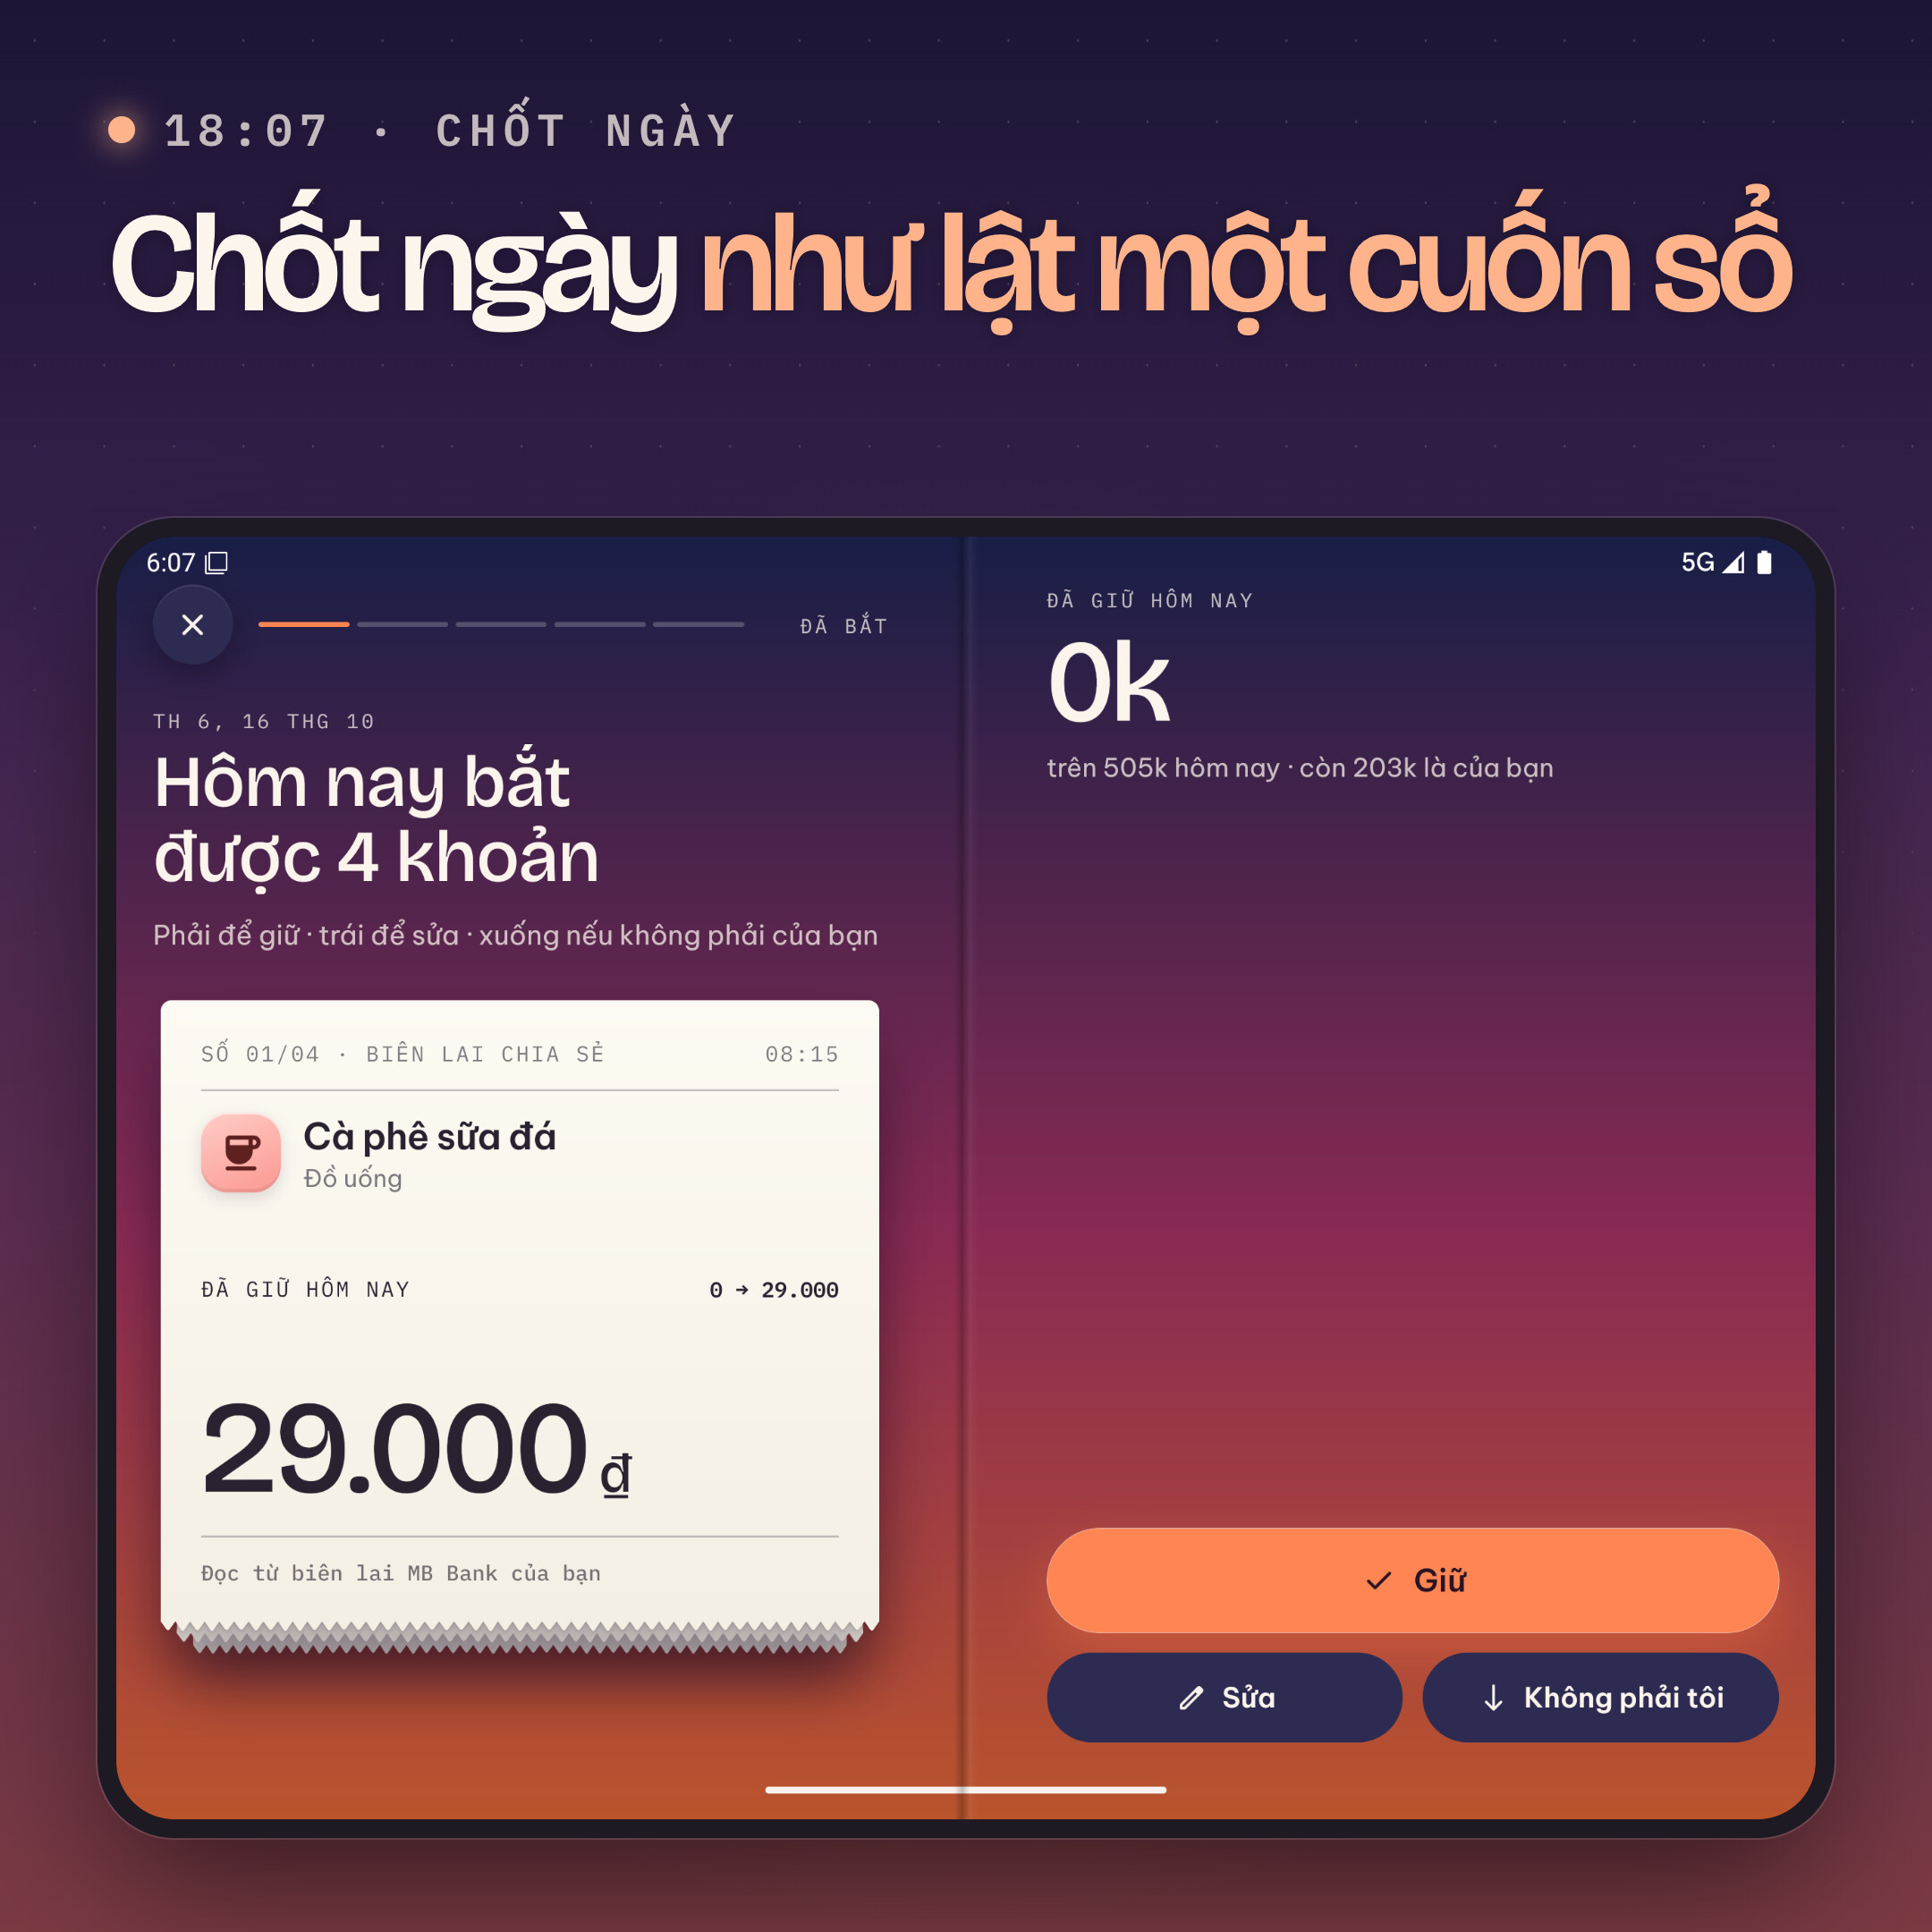 18:07 · CHỐT NGÀY
Chốt ngày như lật một cuốn sổ
6:07
5G
ĐÃ BẮT
TH 6, 16 THG 10
Hôm nay bắt
được 4 khoản
Phải để giữ · trái để sửa · xuống nếu không phải của bạn
SỐ 01/04 · BIÊN LAI CHIA SẺ 08:15
Cà phê sữa đá
Đồ uống
ĐÃ GIỮ HÔM NAY 0 → 29.000
29.000 ₫
Đọc từ biên lai MB Bank của bạn
ĐÃ GIỮ HÔM NAY
0k
trên 505k hôm nay · còn 203k là của bạn
Giữ
Sửa
Không phải tôi